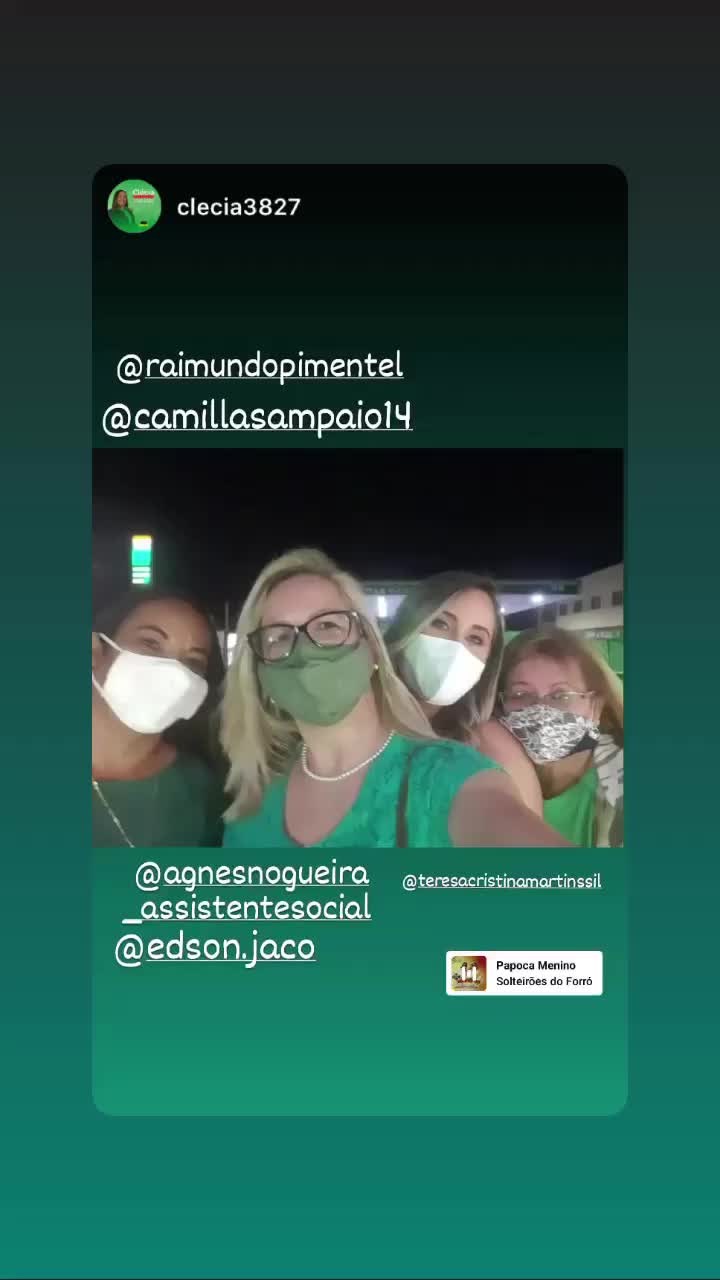 clecia3827
@raimundopimentel
@camillasampaio14
@agnesnogueira
_assistentesocial
@teresacristinamartinssil
@edson.jaco
Papoca Menino
Solteirões do Forró